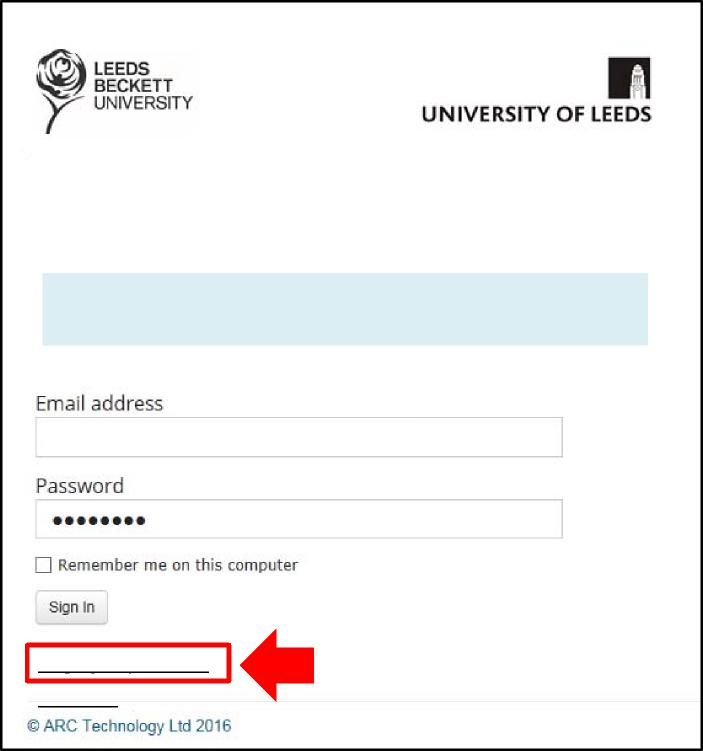 LEEDS
BECKETT
UNIVERSITY
UNIVERSITY OF LEEDS
Email address
Password
••••••••
Remember me on this computer
Sign In
© ARC Technology Ltd 2016